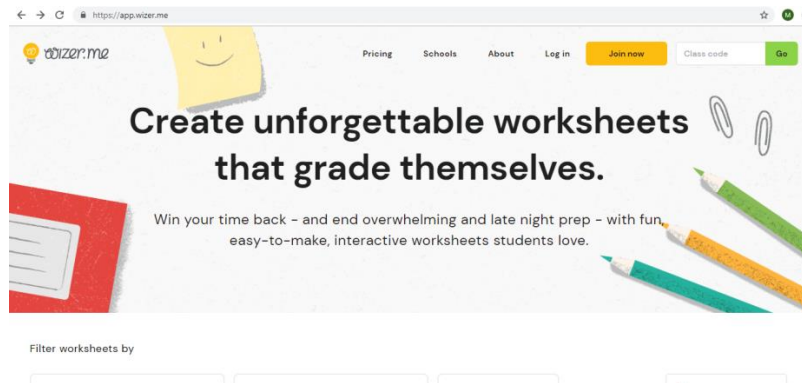 https://app.wizer.me
M
wizer.me
Pricing Schools About Log in Join now Class code Go
Create unforgettable worksheets
that grade themselves.
Win your time back – and end overwhelming and late night prep – with fun,
easy-to-make, interactive worksheets students love.
Filter worksheets by